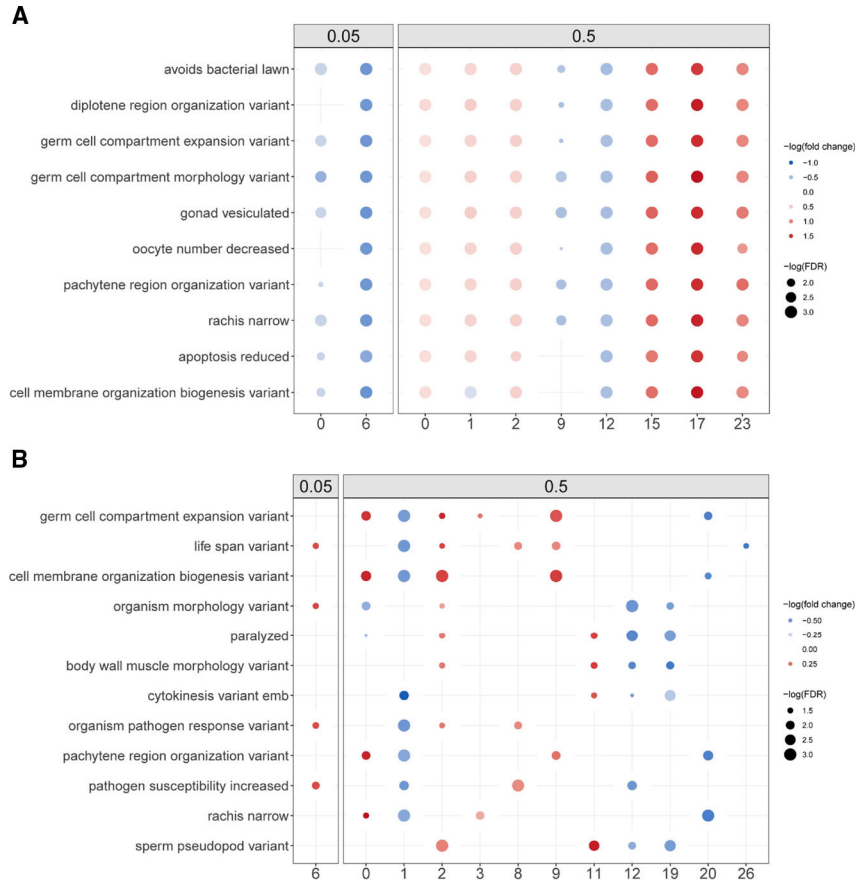 A
0.05 0.5
avoids bacterial lawn
diplotene region organization variant
germ cell compartment expansion variant
germ cell compartment morphology variant
gonad vesiculated
oocyte number decreased
pachytene region organization variant
rachis narrow
apoptosis reduced
cell membrane organization biogenesis variant
0 6 0 1 2 9 12 15 17 23
−log(fold change)
−1.0
−0.5
0.0
0.5
1.0
1.5
−log(FDR)
2.0
2.5
3.0
B
0.05 0.5
germ cell compartment expansion variant
life span variant
cell membrane organization biogenesis variant
organism morphology variant
paralyzed
body wall muscle morphology variant
cytokinesis variant emb
organism pathogen response variant
pachytene region organization variant
pathogen susceptibility increased
rachis narrow
sperm pseudopod variant
6 0 1 2 3 8 9 11 12 19 20 26
−log(fold change)
−0.50
−0.25
0.00
0.25
−log(FDR)
1.5
2.0
2.5
3.0